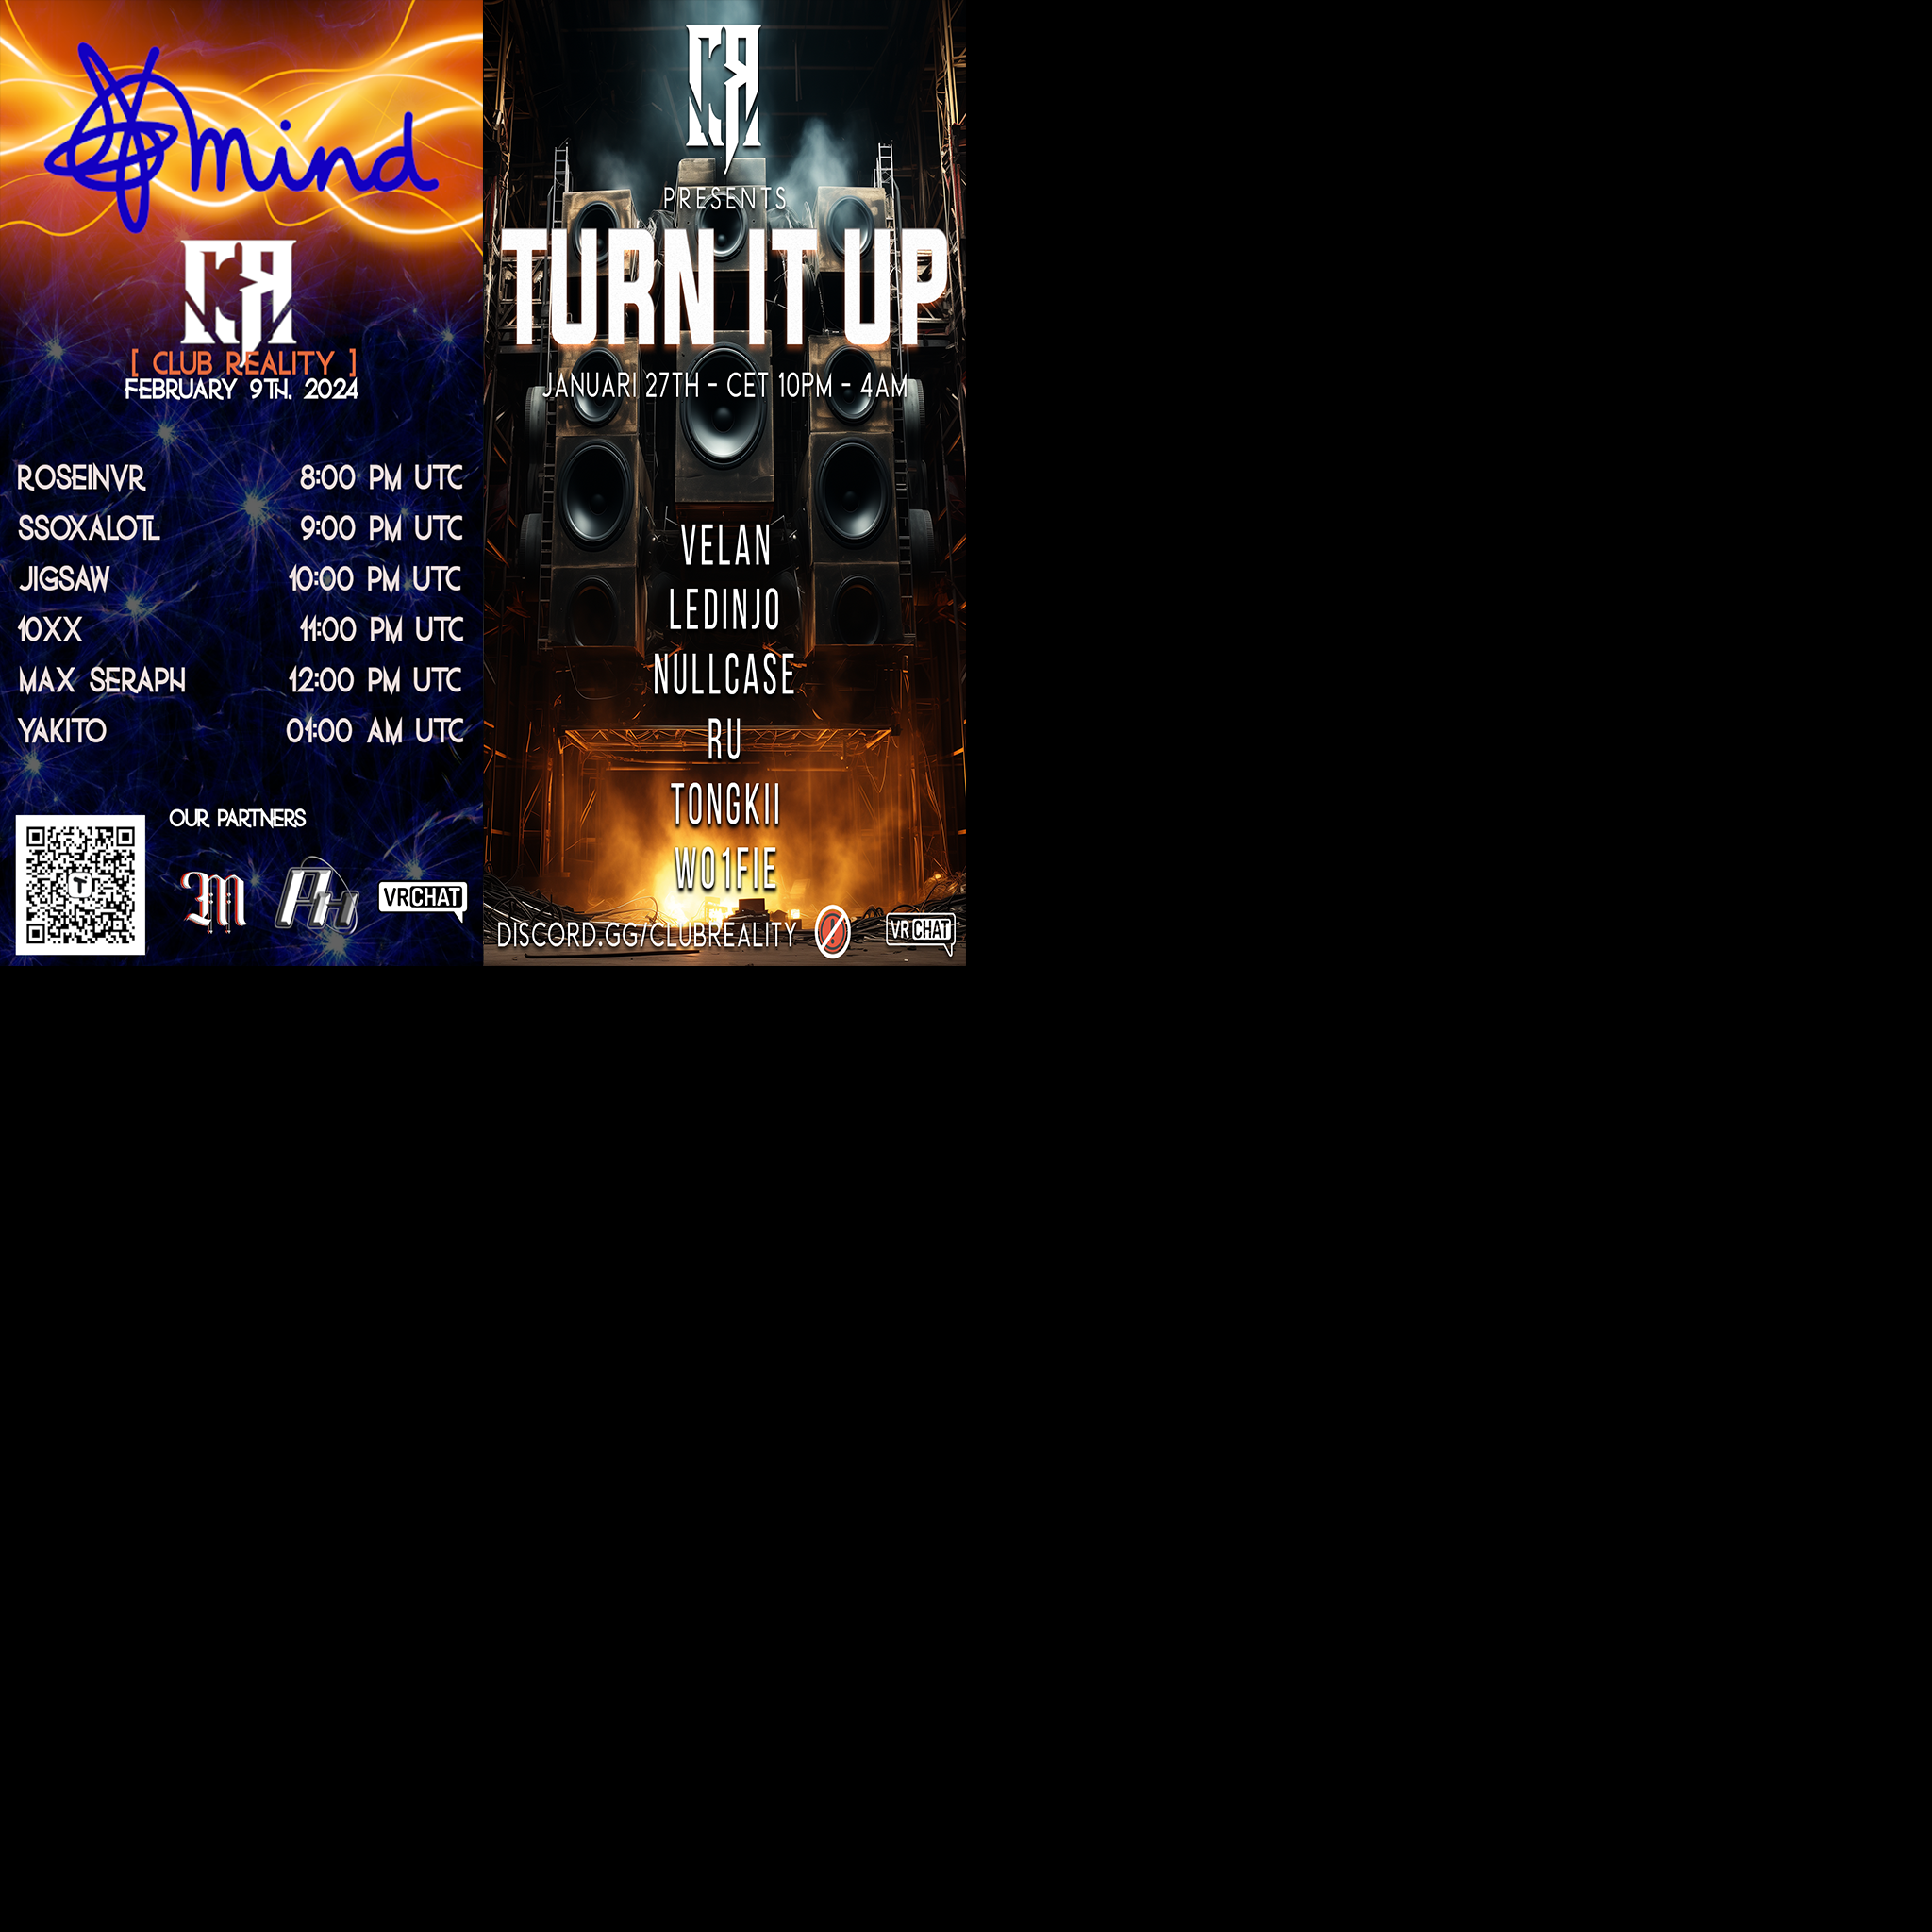 mind
CR
[ CLUB REALITY ]
FEBRUARY 9TH. 2024
ROSEINVR 8:00 PM UTC
SSOXALOTL 9:00 PM UTC
JIGSAW 10:00 PM UTC
10XX 11:00 PM UTC
MAX SERAPH 12:00 PM UTC
YAKITO 01:00 AM UTC
OUR PARTNERS
M PH VRCHAT
CR
PRESENTS
TURN IT UP
JANUARI 27TH - CET 10PM - 4AM
VELAN
LEDINJO
NULLCASE
RU
TONGKII
WO1FIE
DISCORD.GG/CLUBREALITY VRCHAT